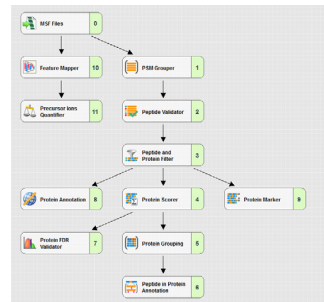 MSF Files 0
Feature Mapper 10
PSM Grouper 1
Precursor Ions
Quantifier 11
Peptide Validator 2
Peptide and
Protein Filter 3
Protein Annotation 8
Protein Scorer 4
Protein Marker 9
Protein FDR
Validator 7
Protein Grouping 5
Peptide in Protein
Annotation 6